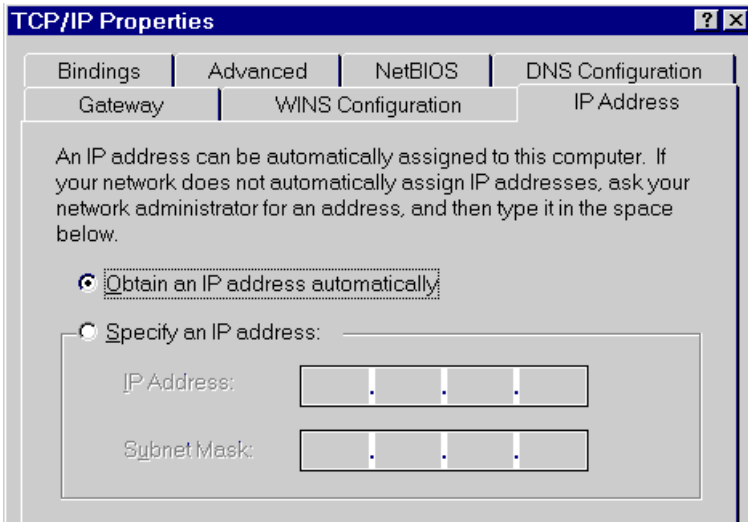 TCP/IP Properties
Bindings
Advanced
NetBIOS
DNS Configuration
Gateway
WINS Configuration
IP Address
An IP address can be automatically assigned to this computer. If
your network does not automatically assign IP addresses, ask your
network administrator for an address, and then type it in the space
below.
Obtain an IP address automatically
Specify an IP address:
IP Address:
. . .
Subnet Mask:
. . .